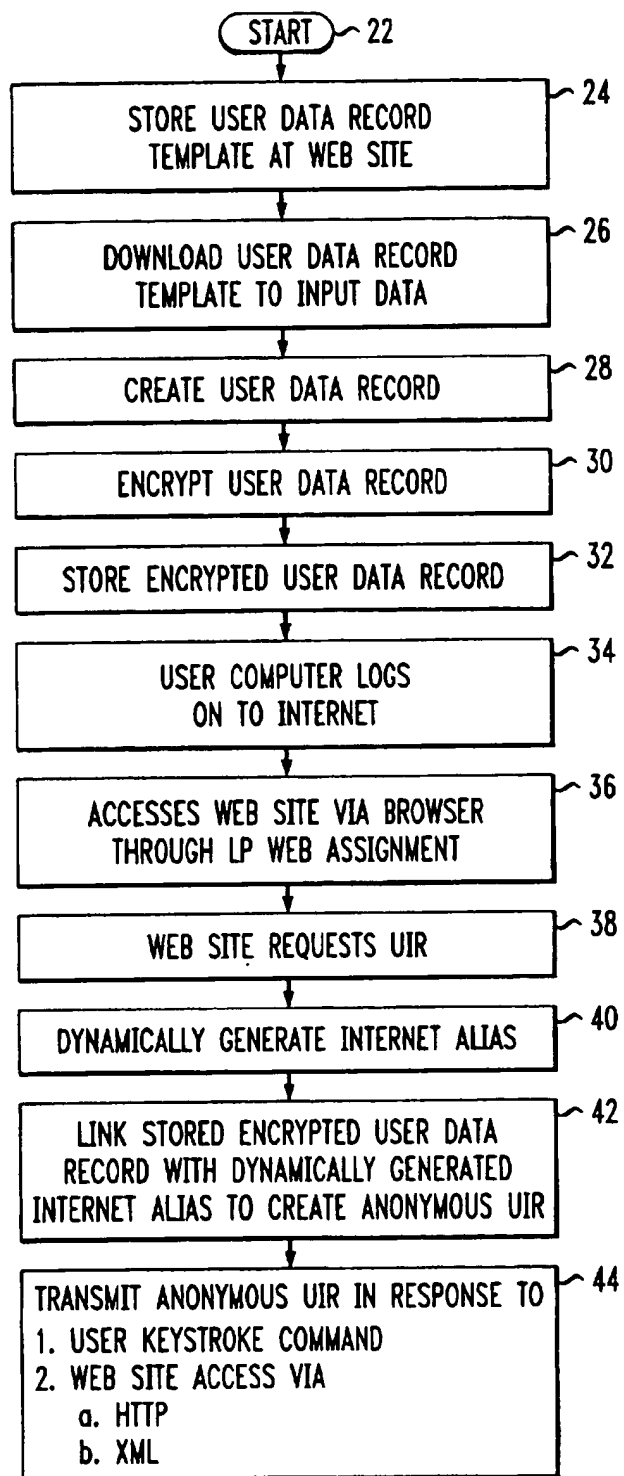 START 22
24
STORE USER DATA RECORD
TEMPLATE AT WEB SITE
26
DOWNLOAD USER DATA RECORD
TEMPLATE TO INPUT DATA
28
CREATE USER DATA RECORD
30
ENCRYPT USER DATA RECORD
32
STORE ENCRYPTED USER DATA RECORD
34
USER COMPUTER LOGS
ON TO INTERNET
36
ACCESSES WEB SITE VIA BROWSER
THROUGH LP WEB ASSIGNMENT
38
WEB SITE REQUESTS UIR
40
DYNAMICALLY GENERATE INTERNET ALIAS
42
LINK STORED ENCRYPTED USER DATA
RECORD WITH DYNAMICALLY GENERATED
INTERNET ALIAS TO CREATE ANONYMOUS UIR
44
TRANSMIT ANONYMOUS UIR IN RESPONSE TO
1. USER KEYSTROKE COMMAND
2. WEB SITE ACCESS VIA
a. HTTP
b. XML